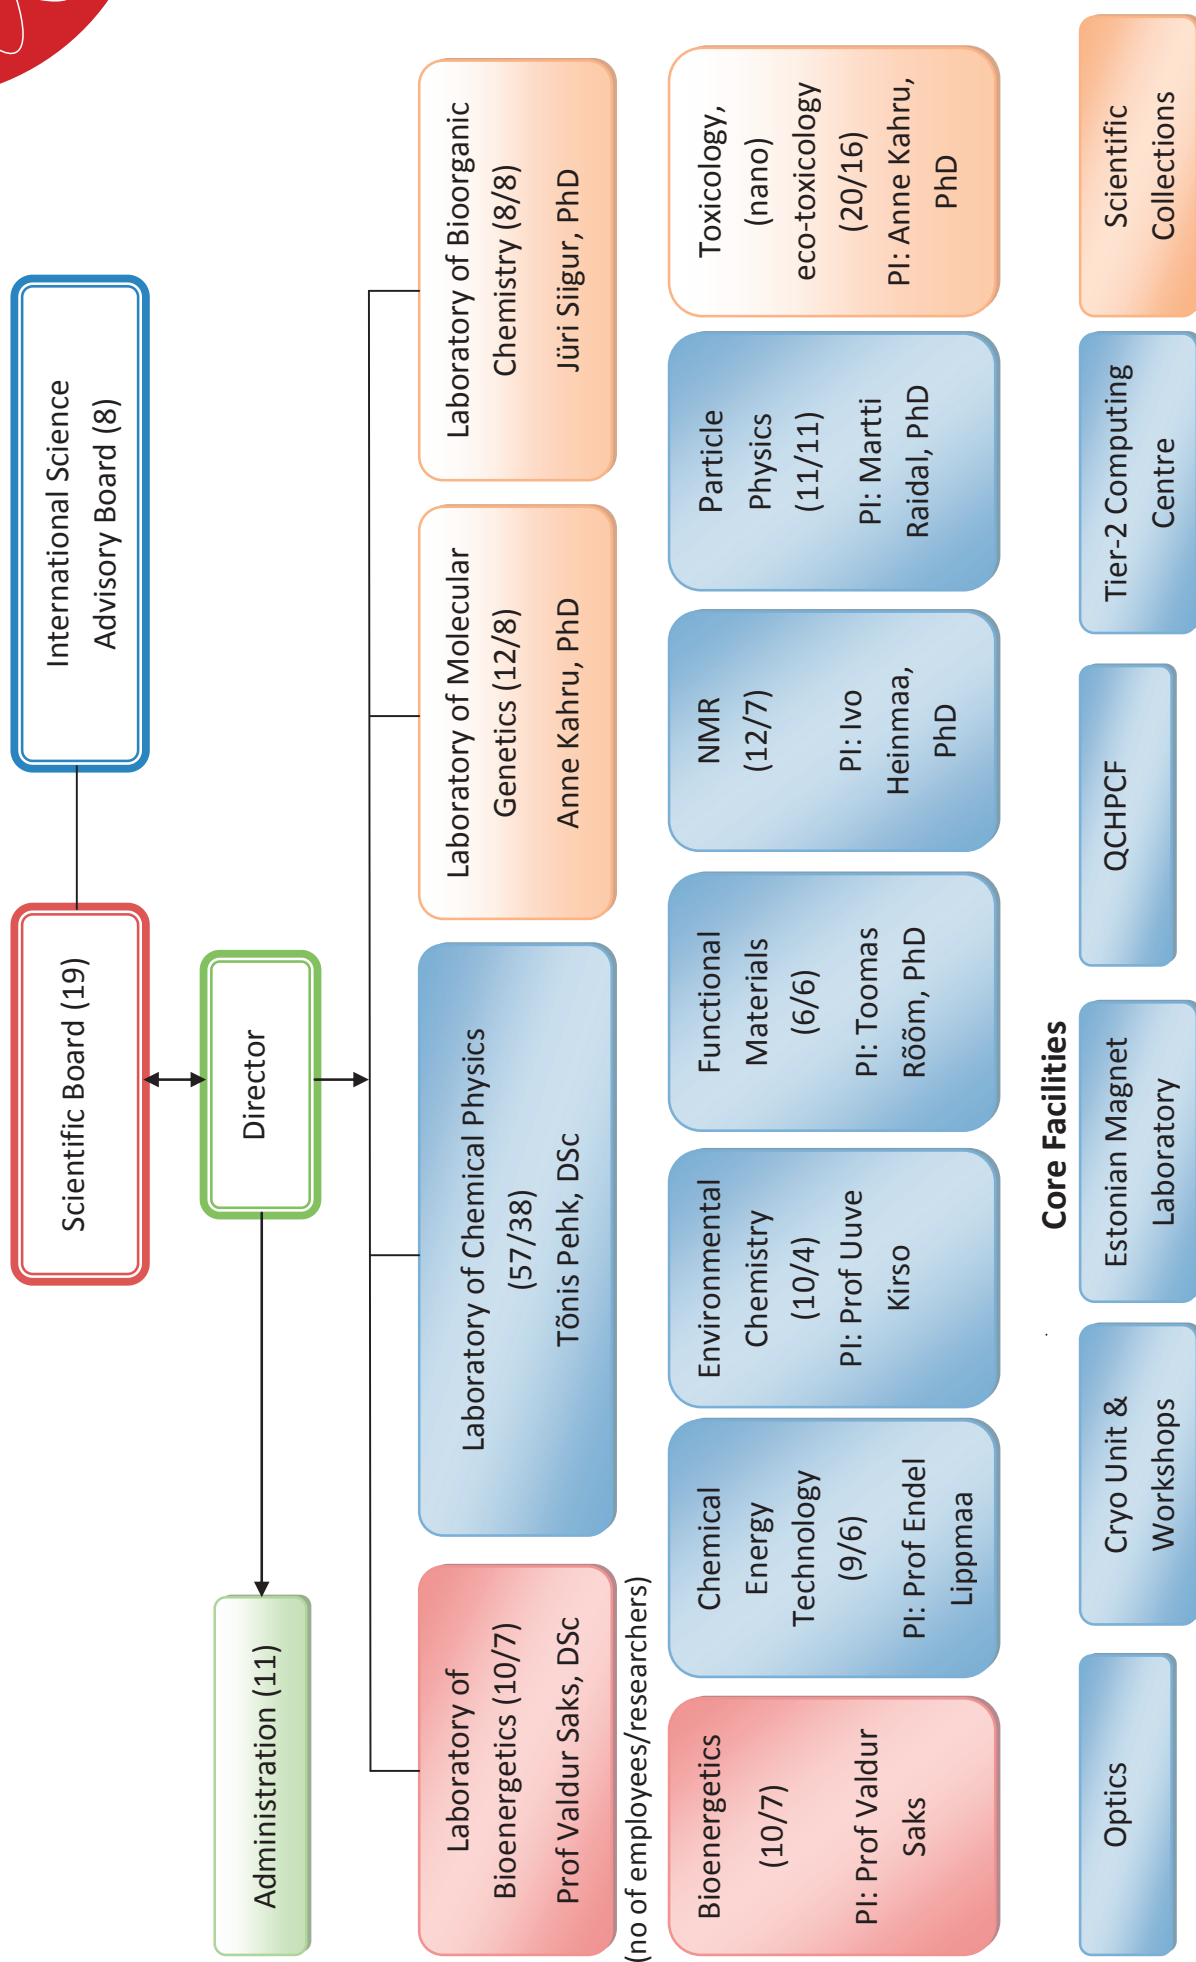 Scientific Board (19)
International Science
Advisory Board (8)
Director
Administration (11)
Laboratory of
Bioenergetics (10/7)
Prof Valdur Saks, DSc
Laboratory of Chemical Physics
(57/38)
Tõnis Pehk, DSc
Laboratory of Molecular
Genetics (12/8)
Anne Kahru, PhD
Laboratory of Bioorganic
Chemistry (8/8)
Jüri Siigur, PhD
(no of employees/researchers)
Bioenergetics
(10/7)
PI: Prof Valdur
Saks
Chemical
Energy
Technology
(9/6)
PI: Prof Endel
Lippmaa
Environmental
Chemistry
(10/4)
PI: Prof Uuve
Kirso
Functional
Materials
(6/6)
PI: Toomas
Rõõm, PhD
NMR
(12/7)
PI: Ivo
Heinmaa,
PhD
Particle
Physics
(11/11)
PI: Martti
Raidal, PhD
Toxicology,
(nano)
eco-toxicology
(20/16)
PI: Anne Kahru,
PhD
Core Facilities
Optics
Cryo Unit &
Workshops
Estonian Magnet
Laboratory
QCHPCF
Tier-2 Computing
Centre
Scientific
Collections